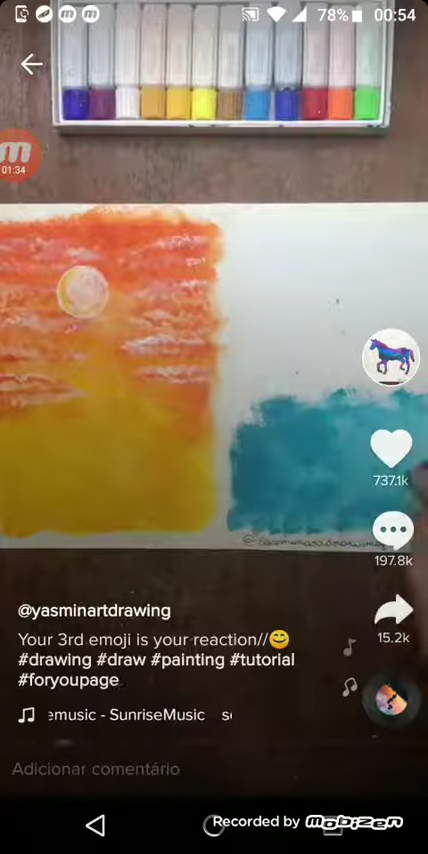 78% 00:54
01:34
737.1k
197.8k
@yasminartdrawing
Your 3rd emoji is your reaction//😊
15.2k
#drawing #draw #painting #tutorial
#foryoupage
emusic - SunriseMusic
Adicionar comentário
Recorded by mobizen